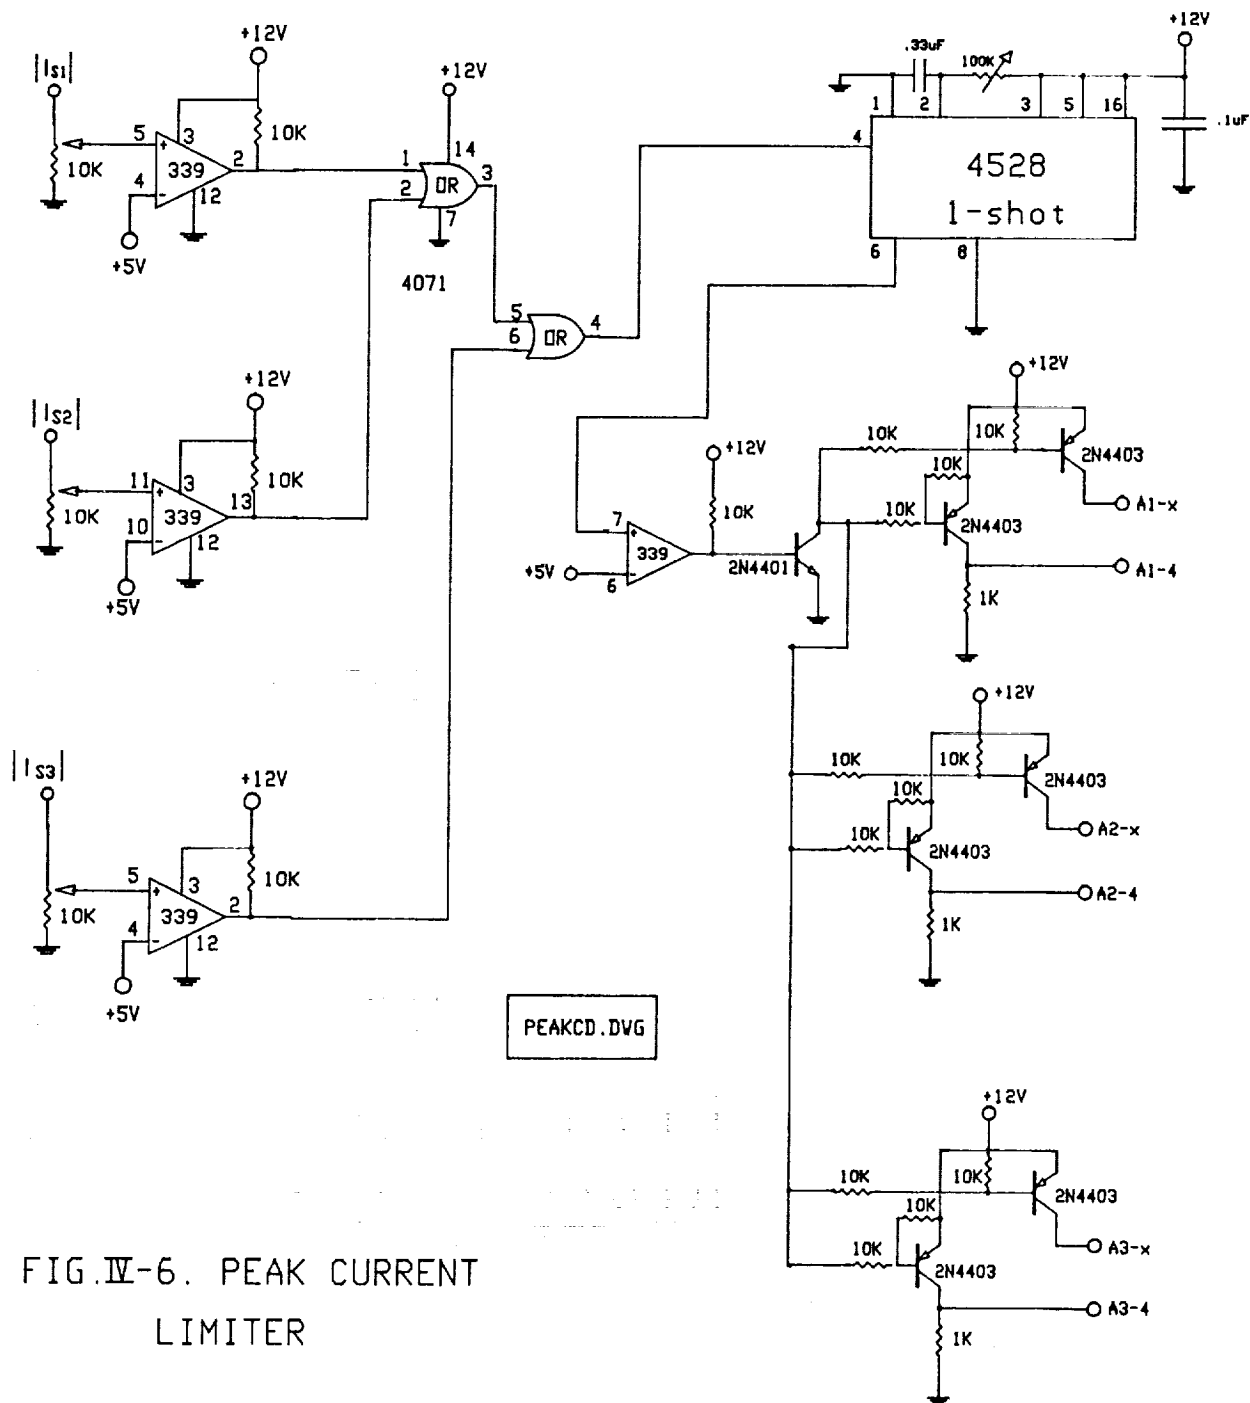 |IS1|
+12V
5
+
3
10K
10K
339
2
4
-
12
+5V
+12V
1
14
2
OR
3
7
4071
|IS2|
+12V
11
+
3
10K
10K
339
13
10
-
12
+5V
5
6
OR
4
|IS3|
+12V
5
+
3
10K
10K
339
2
4
-
12
+5V
.33uF
100K
+12V
.1uF
1
2
3
5
16
4
4528
1-shot
6
8
+12V
7
+
10K
339
+5V
-
6
2N4401
+12V
10K
10K
2N4403
10K
A1-x
10K
2N4403
A1-4
1K
+12V
10K
10K
2N4403
10K
A2-x
10K
2N4403
A2-4
1K
+12V
10K
10K
2N4403
10K
A3-x
10K
2N4403
A3-4
1K
PEAKCD.DWG
FIG.IV-6. PEAK CURRENT
LIMITER